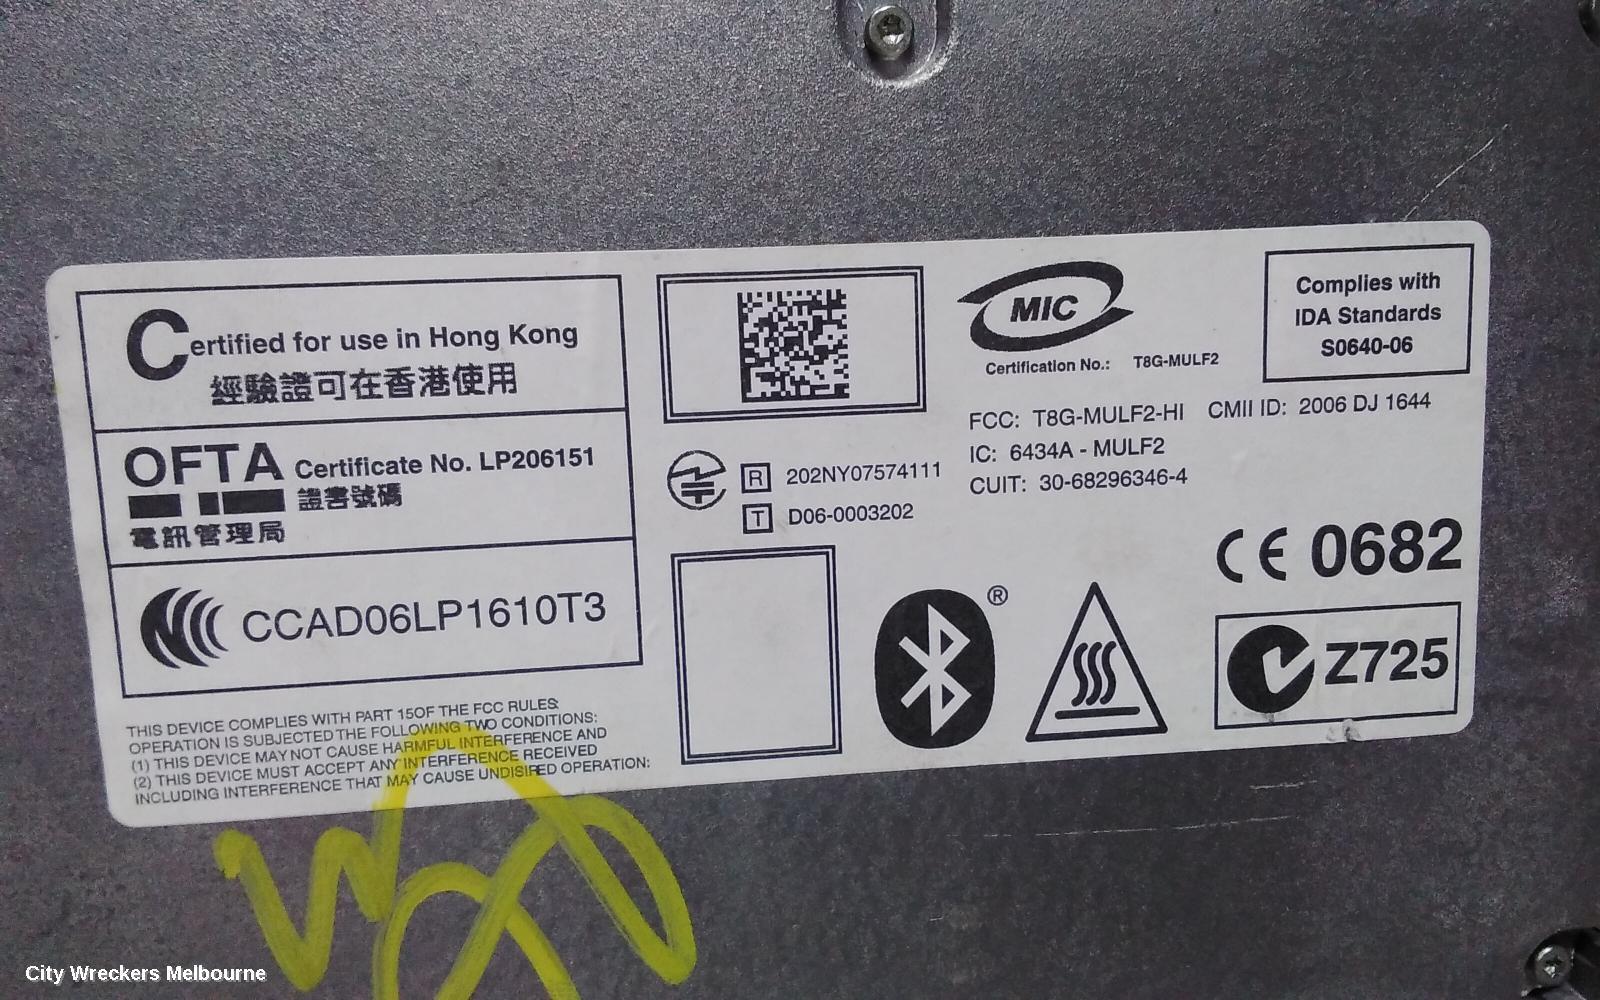 Certified for use in Hong Kong
經驗證可在香港使用
OFTA Certificate No. LP206151
證書號碼
電訊管理局
CCAD06LP1610T3
THIS DEVICE COMPLIES WITH PART 15OF THE FCC RULES:
OPERATION IS SUBJECTED THE FOLLOWING TWO CONDITIONS:
(1) THIS DEVICE MAY NOT CAUSE HARMFUL INTERFERENCE AND
(2) THIS DEVICE MUST ACCEPT ANY INTERFERENCE RECEIVED
INCLUDING INTERFERENCE THAT MAY CAUSE UNDISIRED OPERATION:
R 202NY07574111
T D06-0003202
MIC
Certification No.: T8G-MULF2
Complies with
IDA Standards
S0640-06
FCC: T8G-MULF2-HI CMII ID: 2006 DJ 1644
IC: 6434A - MULF2
CUIT: 30-68296346-4
CE 0682
®
Z725
City Wreckers Melbourne